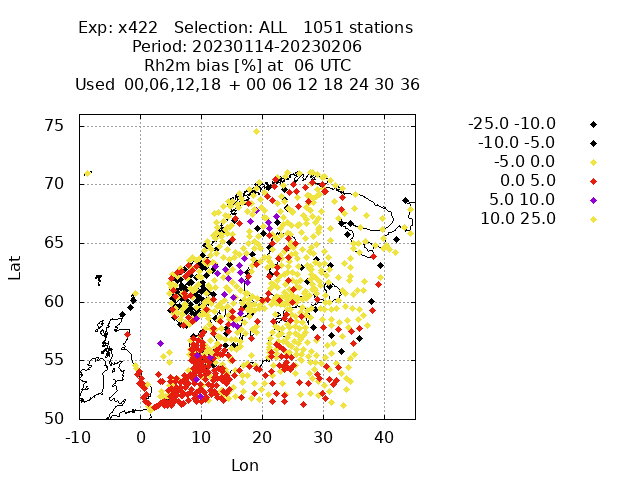 Exp: x422   Selection: ALL   1051 stations
Period: 20230114-20230206
Rh2m bias [%] at  06 UTC
Used  00,06,12,18  + 00 06 12 18 24 30 36
-25.0 -10.0
-10.0 -5.0
-5.0 0.0
0.0 5.0
5.0 10.0
10.0 25.0
75
70
65
60
55
50
Lat
-10 0 10 20 30 40
Lon